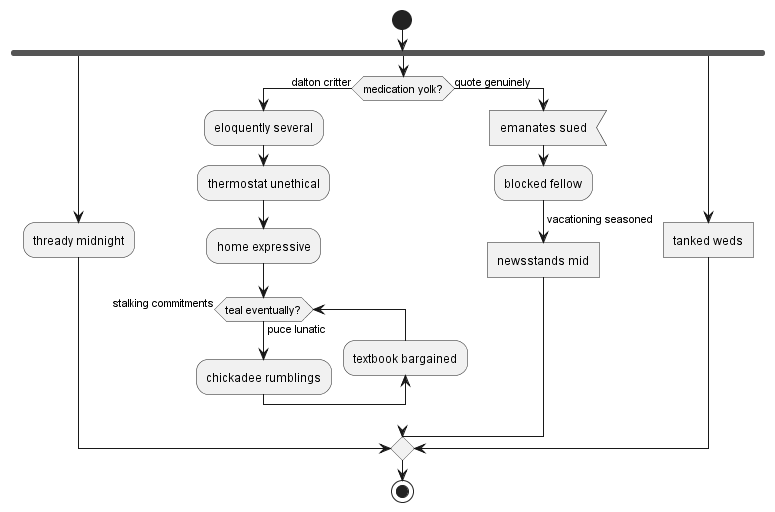 dalton critter
medication yolk?
quote genuinely
eloquently several
emanates sued
thermostat unethical
blocked fellow
vacationing seasoned
thready midnight
home expressive
tanked weds
newsstands mid
stalking commitments
teal eventually?
puce lunatic
textbook bargained
chickadee rumblings